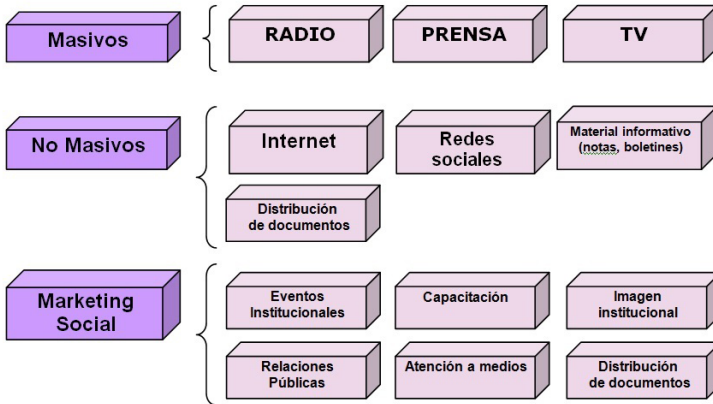 Masivos
RADIO
PRENSA
TV
No Masivos
Internet
Redes
sociales
Material informativo
(notas, boletines)
Distribución
de documentos
Marketing
Social
Eventos
Institucionales
Capacitación
Imagen
institucional
Relaciones
Públicas
Atención a medios
Distribución
de documentos